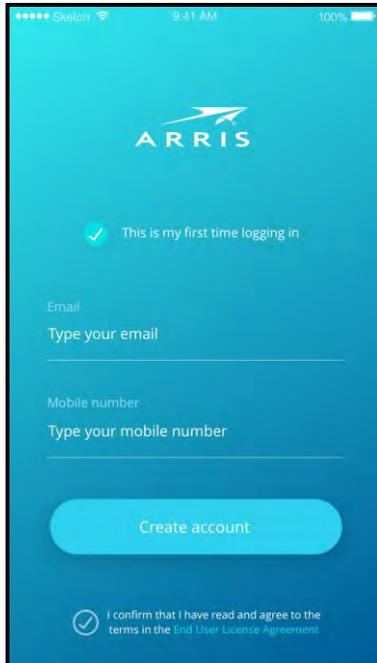 Sketch 9:41 AM 100%
ARRIS
This is my first time logging in
Email
Type your email
Mobile number
Type your mobile number
Create account
I confirm that I have read and agree to the
terms in the End User License Agreement